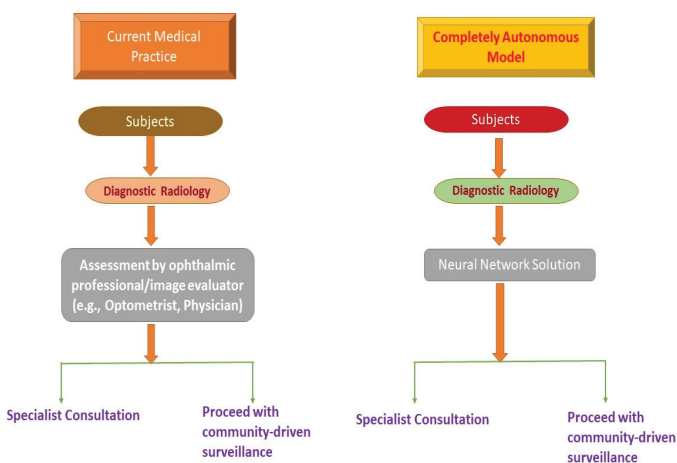 Current Medical
Practice
Subjects
Diagnostic Radiology
Assessment by ophthalmic
professional/image evaluator
(e.g., Optometrist, Physician)
Specialist Consultation
Proceed with
community-driven
surveillance
Completely Autonomous
Model
Subjects
Diagnostic Radiology
Neural Network Solution
Specialist Consultation
Proceed with
community-driven
surveillance